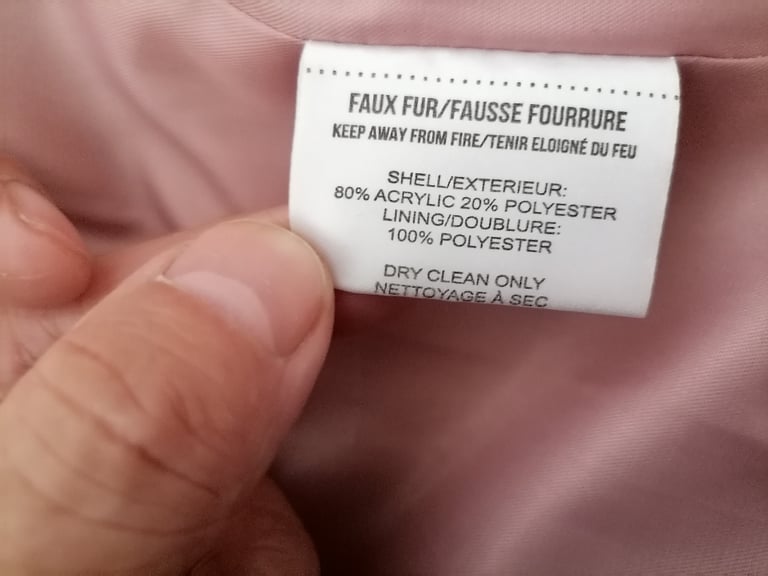 FAUX FUR/FAUSSE FOURRURE
KEEP AWAY FROM FIRE/TENIR ELOIGNÉ DU FEU
SHELL/EXTERIEUR:
80% ACRYLIC 20% POLYESTER
LINING/DOUBLURE:
100% POLYESTER
DRY CLEAN ONLY
NETTOYAGE À SEC